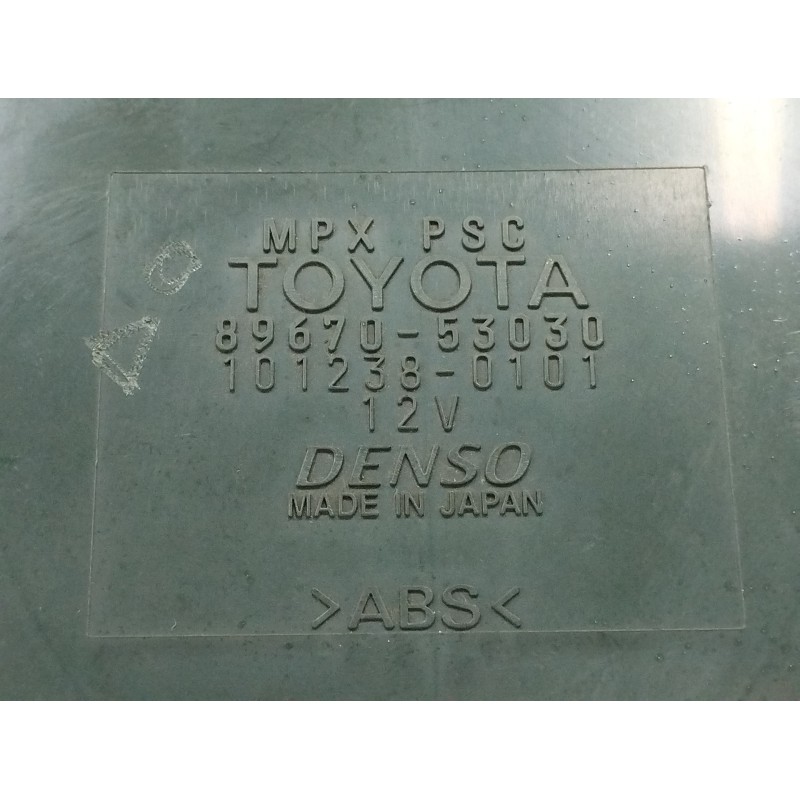 MPX PSC
TOYOTA
89670-53030
101238-0101
12V
DENSO
MADE IN JAPAN
>ABS<